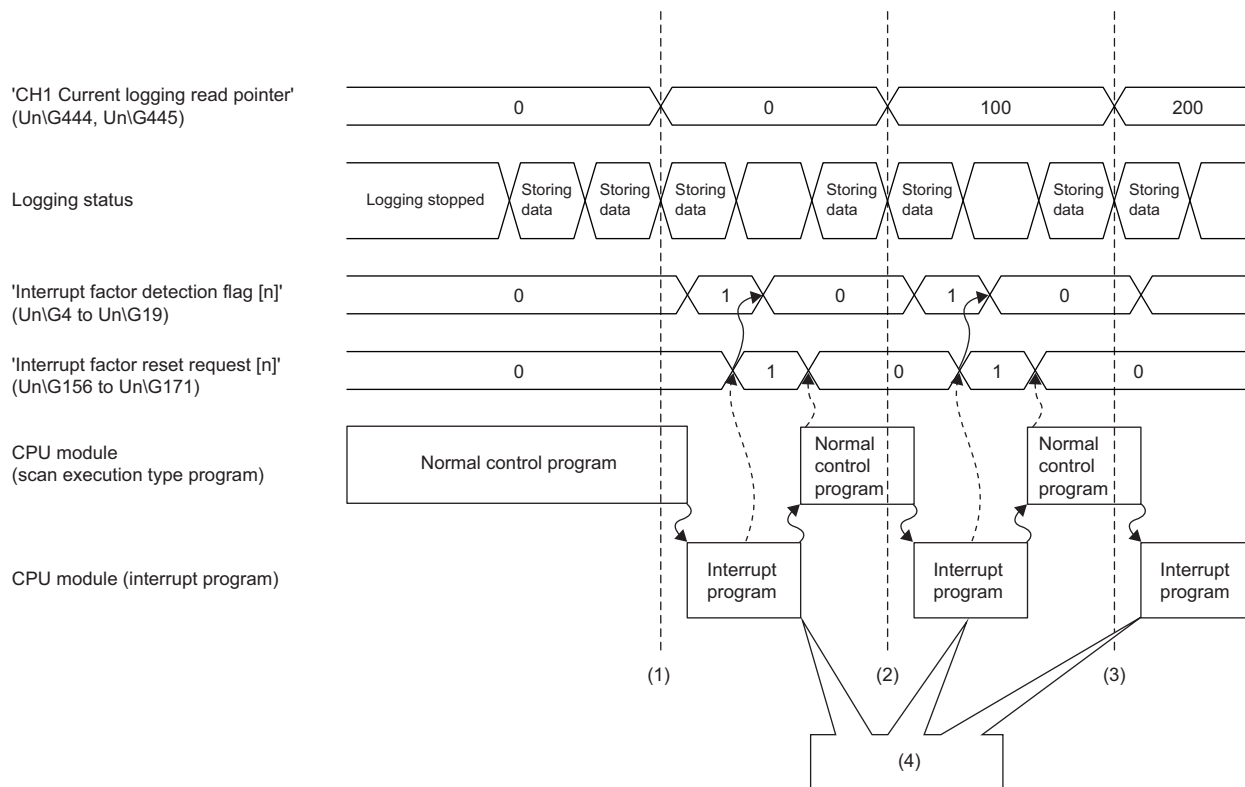 'CH1 Current logging read pointer'
(Un\G444, Un\G445)
0
0
100
200
Logging status
Logging stopped
Storing
data
Storing
data
Storing
data
Storing
data
Storing
data
Storing
data
Storing
data
'Interrupt factor detection flag [n]'
(Un\G4 to Un\G19)
0
1
0
1
0
'Interrupt factor reset request [n]'
(Un\G156 to Un\G171)
0
1
0
1
0
CPU module
(scan execution type program)
Normal control program
Normal
control
program
Normal
control
program
CPU module (interrupt program)
Interrupt
program
Interrupt
program
Interrupt
program
(1)
(2)
(3)
(4)